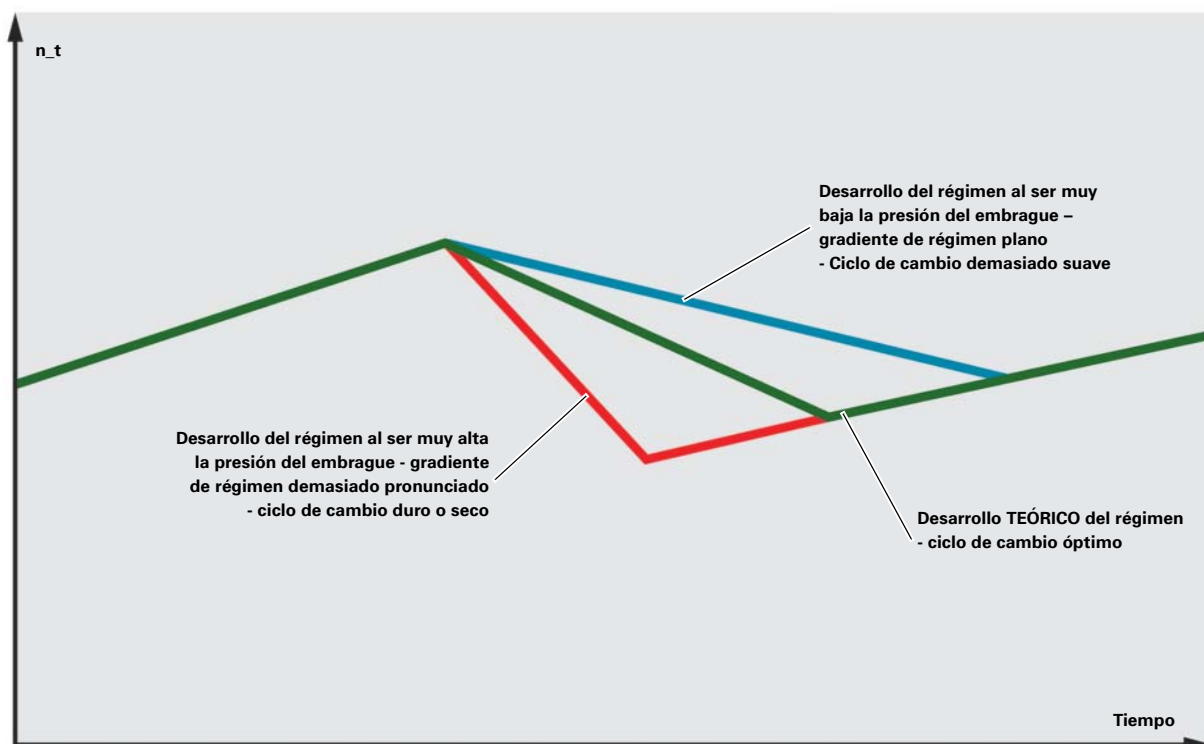 n_t
Desarrollo del régimen al ser muy
baja la presión del embrague –
gradiente de régimen plano
- Ciclo de cambio demasiado suave
Desarrollo del régimen al ser muy alta
la presión del embrague - gradiente
de régimen demasiado pronunciado
- ciclo de cambio duro o seco
Desarrollo TEÓRICO del régimen
- ciclo de cambio óptimo
Tiempo